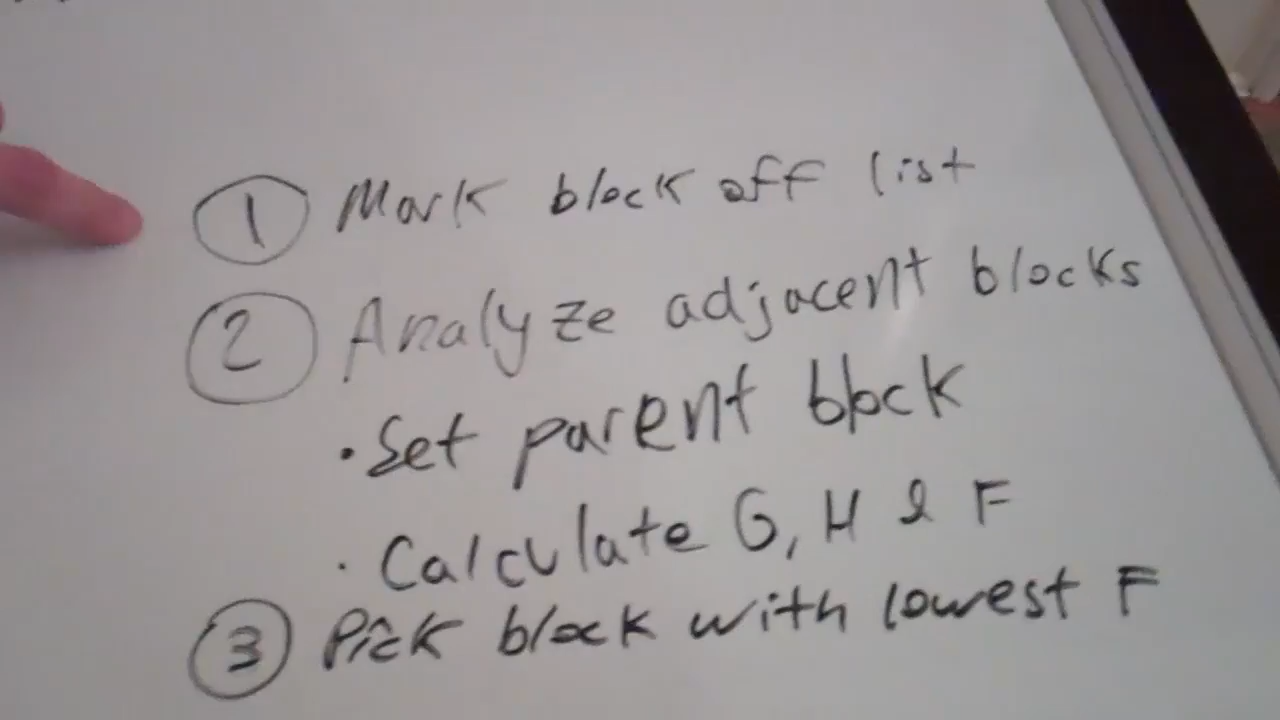 1 Mark block off list
2 Analyze adjacent blocks
• Set parent block
• Calculate G, H & F
3 Pick block with lowest F